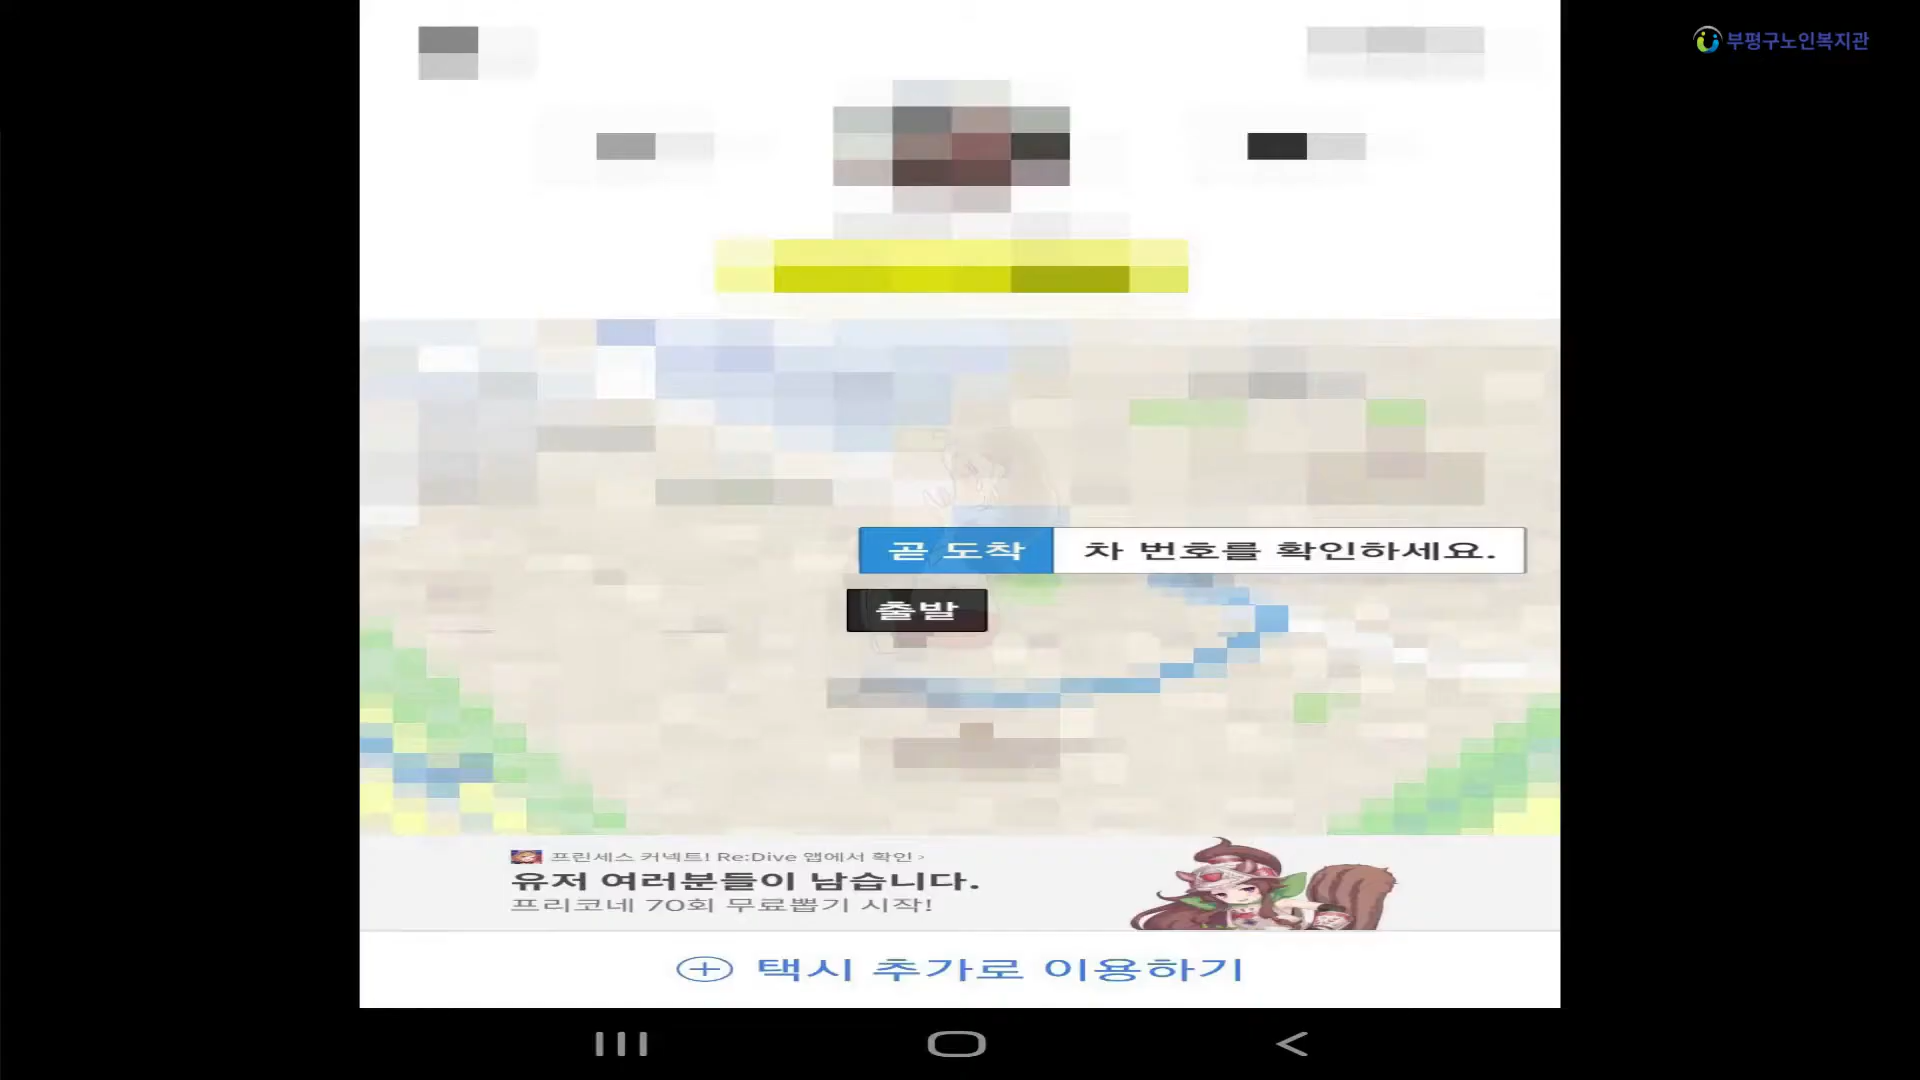 부평구노인복지관
곧 도착 차 번호를 확인하세요.
출발
프린세스 커넥트! Re:Dive 앱에서 확인 >
유저 여러분들이 남습니다.
프리코네 70회 무료뽑기 시작!
택시 추가로 이용하기